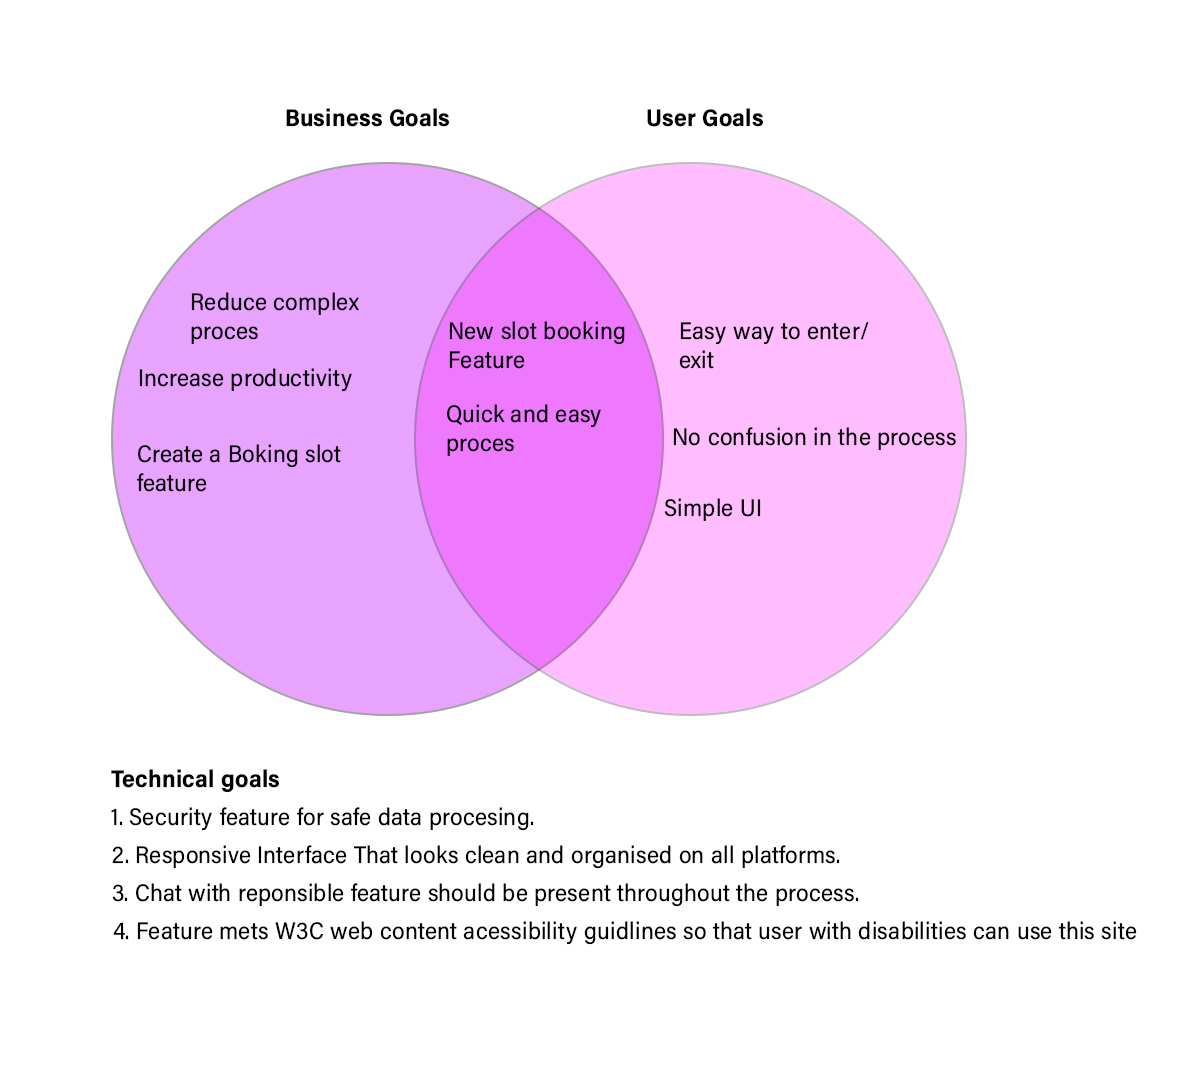 Business Goals
User Goals
Reduce complex
proces
Increase productivity
Create a Boking slot
feature
New slot booking
Feature
Quick and easy
proces
Easy way to enter/
exit
No confusion in the process
Simple UI
Technical goals
1. Security feature for safe data procesing.
2. Responsive Interface That looks clean and organised on all platforms.
3. Chat with reponsible feature should be present throughout the process.
4. Feature mets W3C web content acessibility guidlines so that user with disabilities can use this site